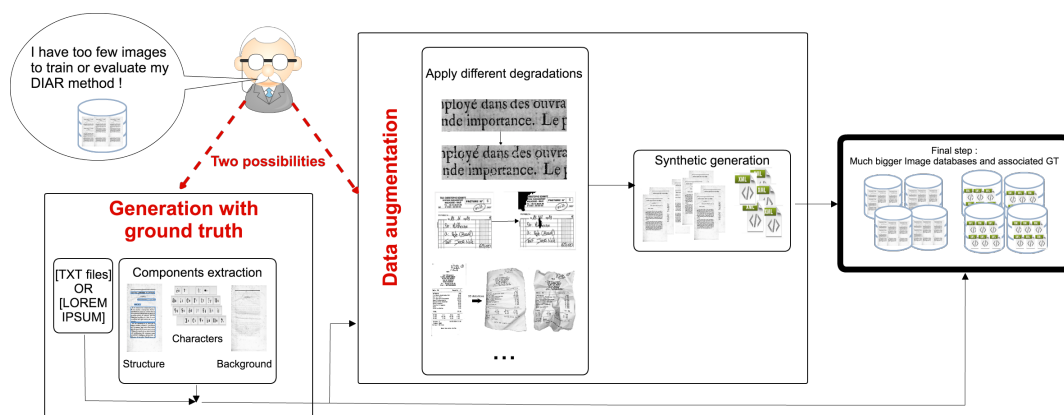 I have too few images
to train or evaluate my
DIAR method !
Two possibilities
Generation with
ground truth
[TXT files]
OR
[LOREM
IPSUM]
Components extraction
Characters
Structure
Background
Data augmentation
Apply different degradations
ployé dans des ouvra
nde importance. Le p
ployé dans des ouvra
nde importance. Le p
...
Synthetic generation
XML
Final step :
Much bigger Image databases and associated GT